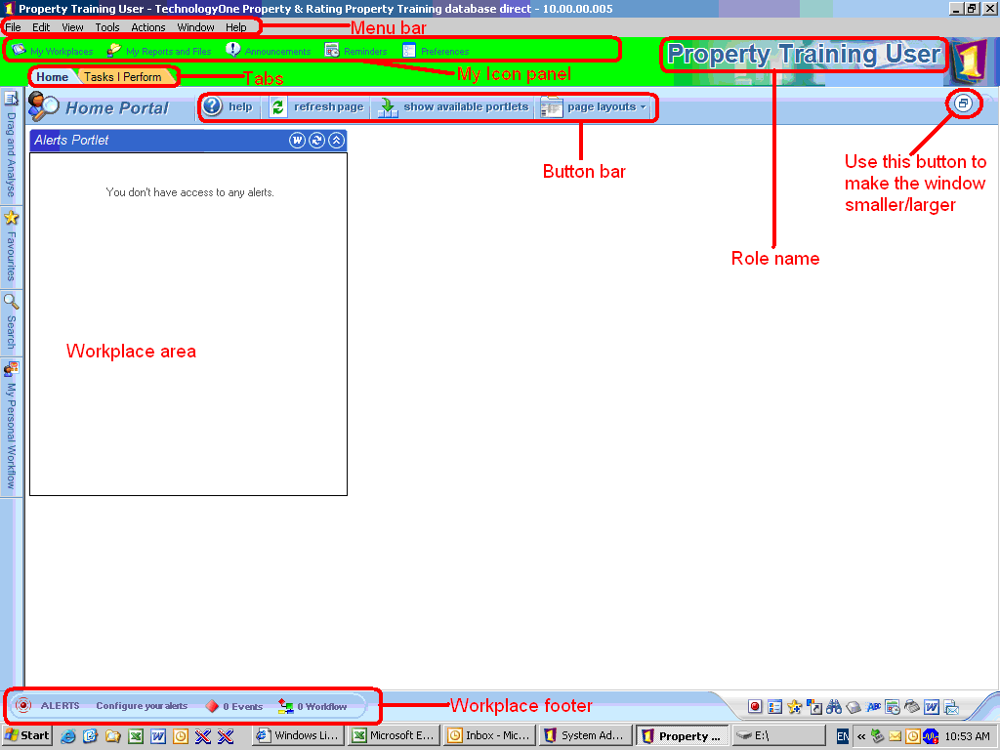 Property Training User - TechnologyOne Property & Rating Property Training database direct - 10.00.00.005
File Edit View Tools Actions Window Help
Menu bar
My Workplaces My Reports and Files Announcements Reminders Preferences
My Icon panel
Property Training User
1
Home Tasks I Perform
Tabs
Home Portal
help refresh page show available portlets page layouts
Button bar
Use this button to
make the window
smaller/larger
Role name
Drag and Analyse
Favourites
Search
My Personal Workflow
Alerts Portlet
W
You don't have access to any alerts.
Workplace area
ALERTS Configure your alerts 0 Events 0 Workflow
Workplace footer
ABC
W
Start
Windows Li...
Microsoft E...
Inbox - Mic...
System Ad...
Property ...
E:\
EN
«
10:53 AM